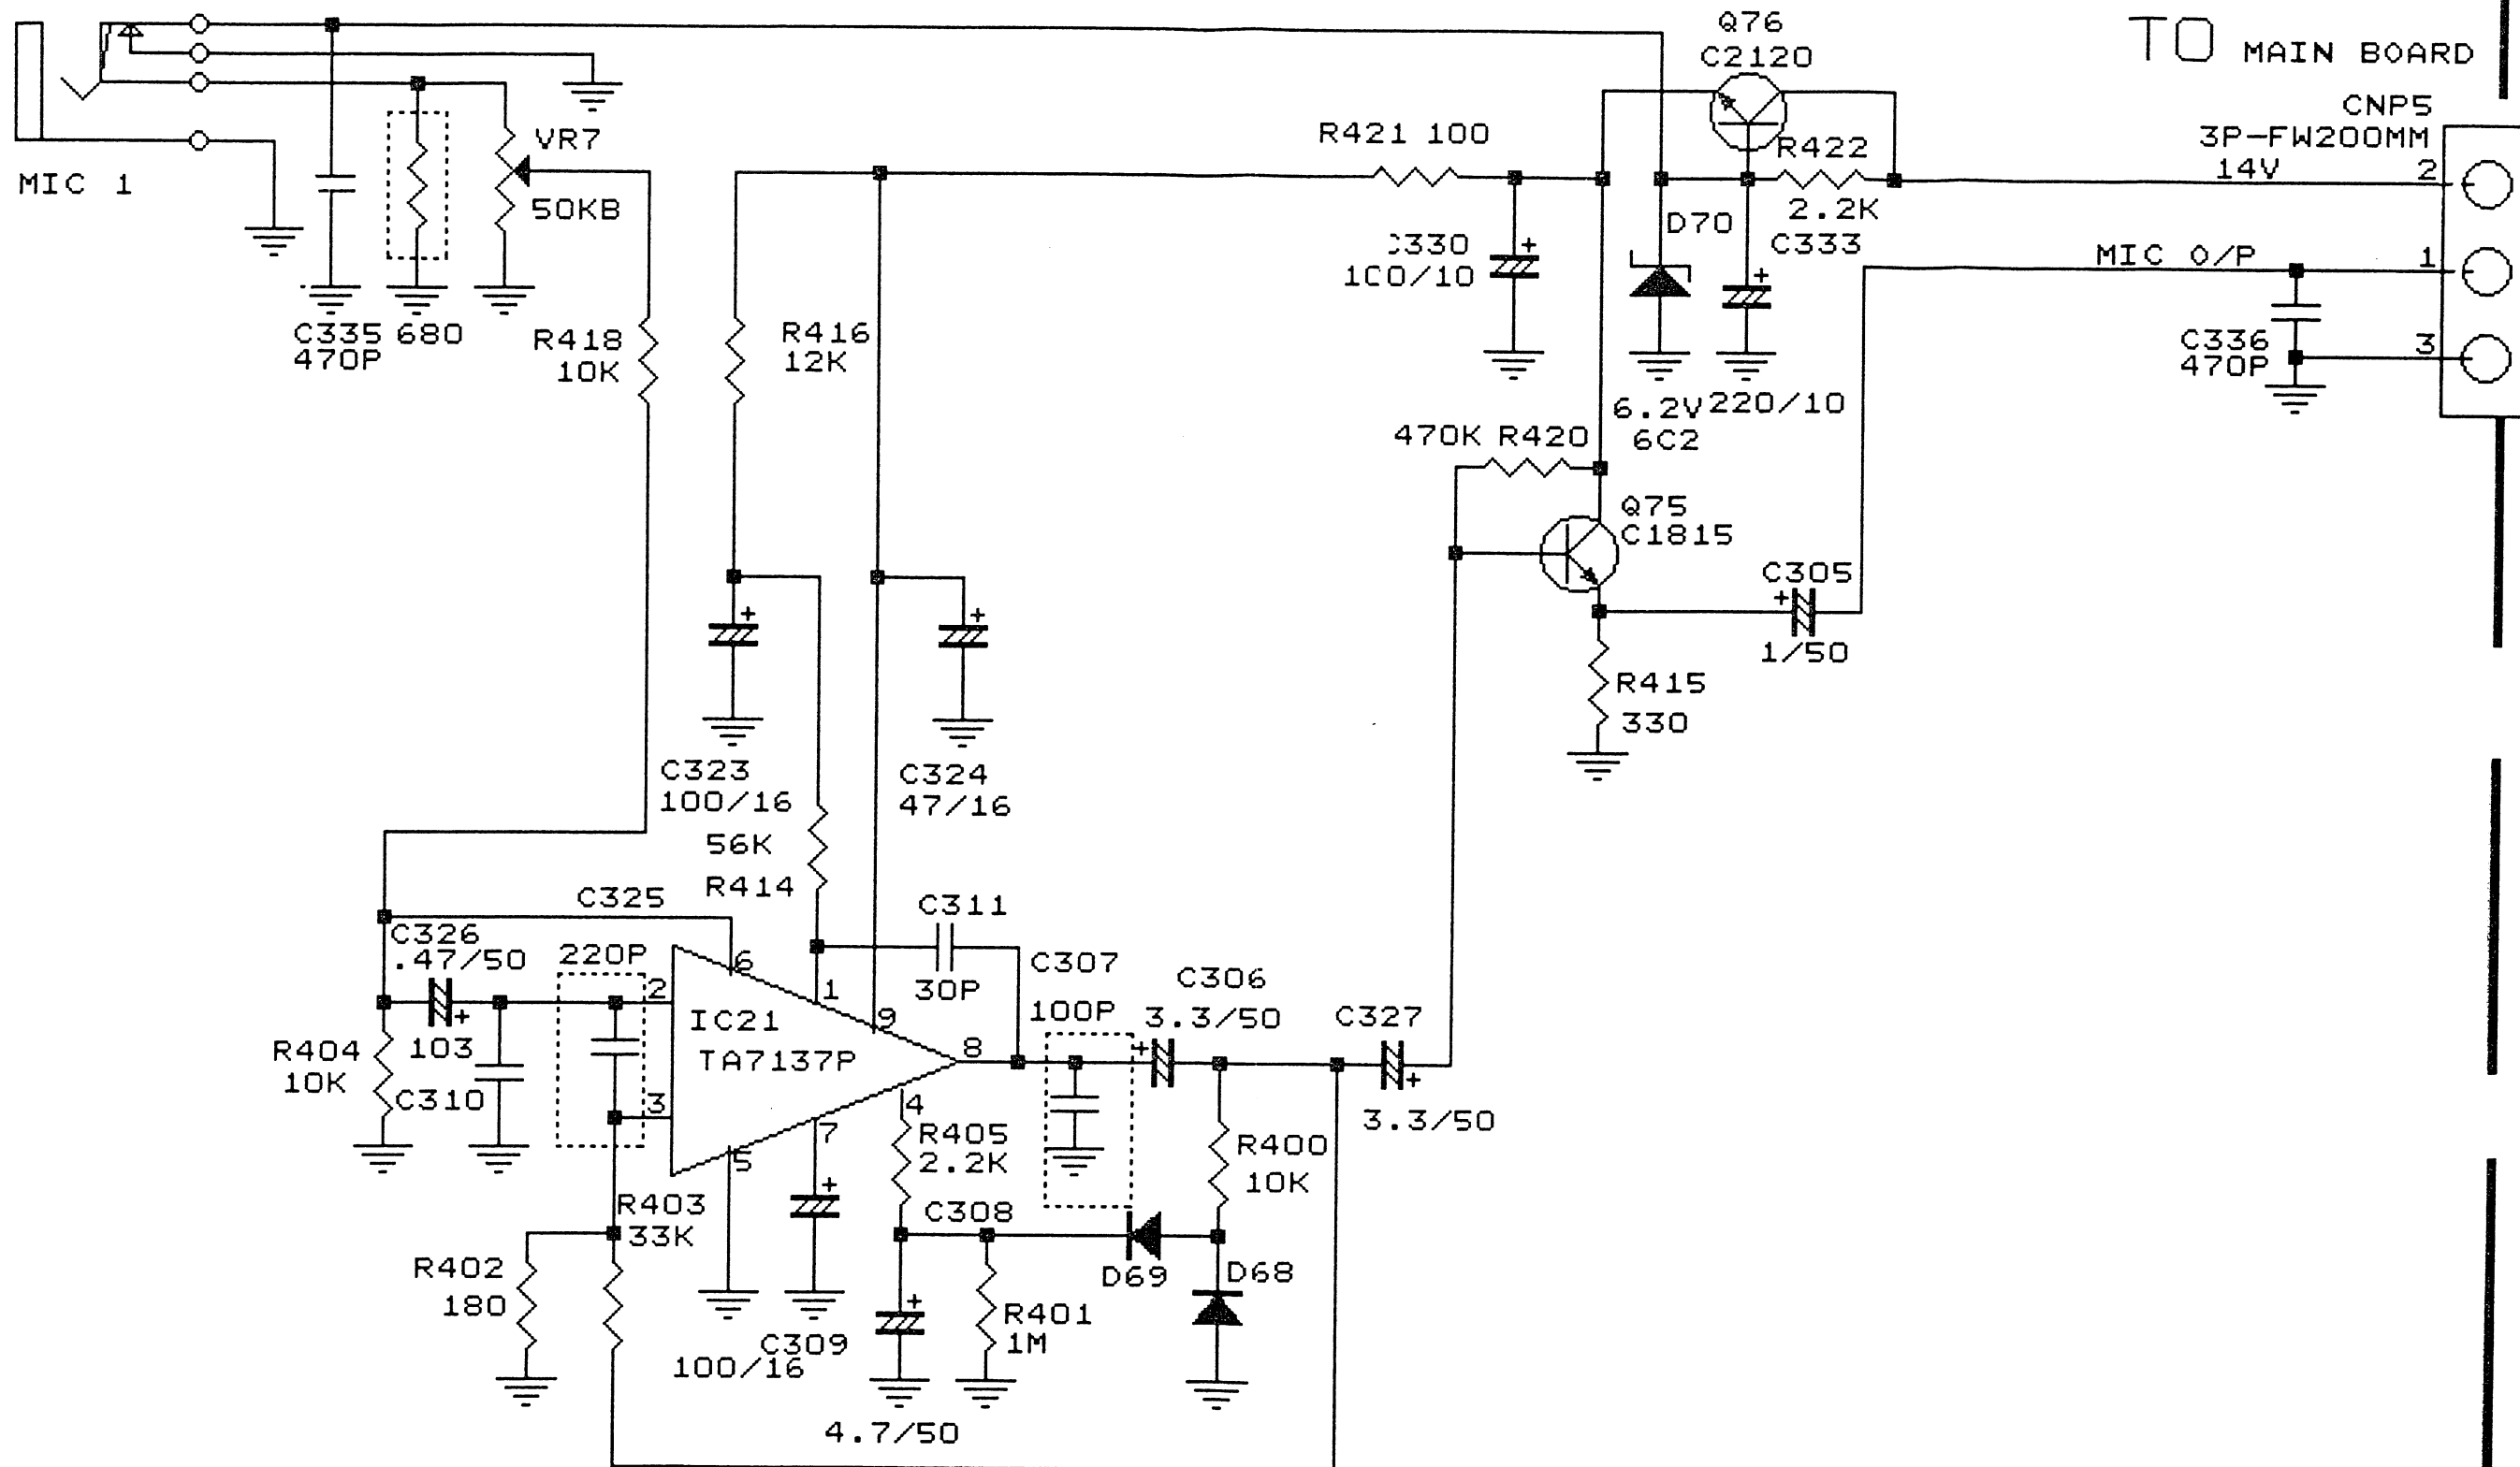 Q76
C2120
TO MAIN BOARD
CNP5
3P-FW200MM
14V
2
MIC O/P
1
3
C336
470P
MIC 1
VR7
50KB
C335
470P
680
R418
10K
R416
12K
R421 100
R422
2.2K
D70
C333
C330
100/10
6.2V
6C2
220/10
470K R420
Q75
C1815
C305
+
1/50
R415
330
+
+
+
+
+
C323
100/16
C324
47/16
56K
R414
C325
C326
.47/50
+
220P
C311
30P
C307
100P
C306
3.3/50
+
C327
+
3.3/50
6
1
2
9
8
3
4
7
5
IC21
TA7137P
R404
10K
103
C310
R405
2.2K
R400
10K
R403
33K
C308
D69
D68
R402
180
+
+
R401
1M
C309
100/16
4.7/50